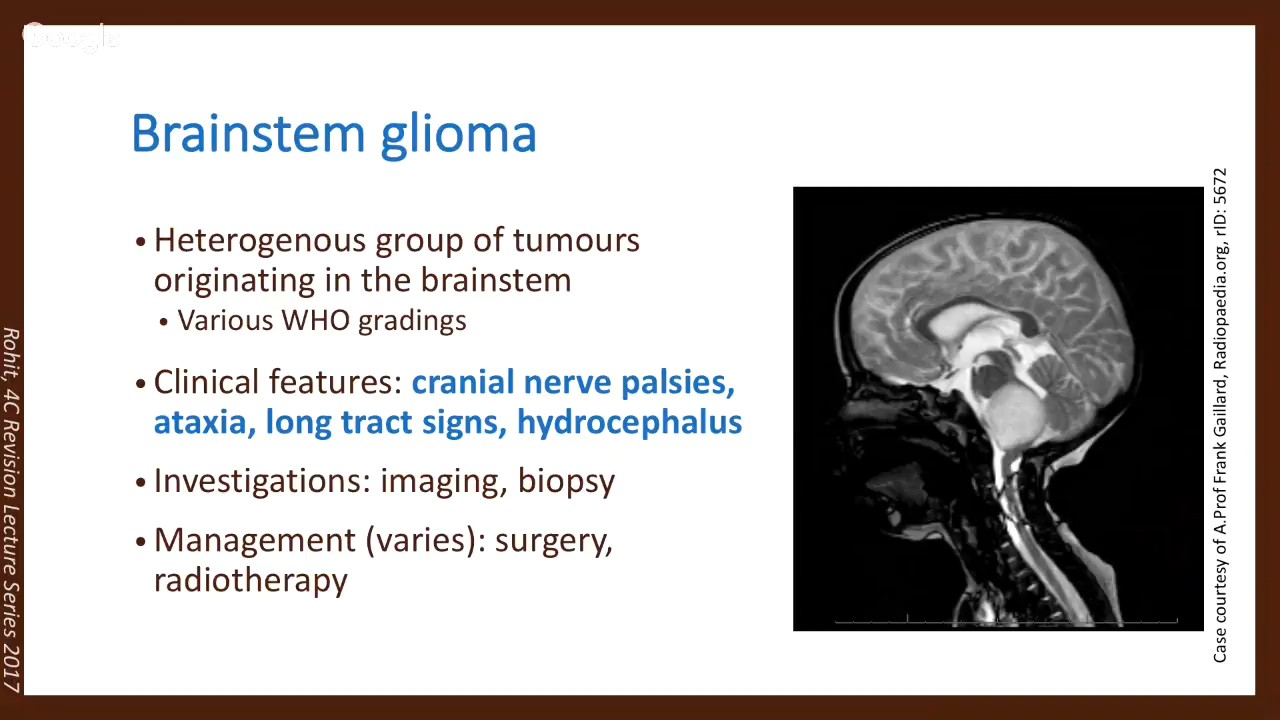 Google
Brainstem glioma
• Heterogenous group of tumours
originating in the brainstem
• Various WHO gradings
• Clinical features: cranial nerve palsies,
ataxia, long tract signs, hydrocephalus
• Investigations: imaging, biopsy
• Management (varies): surgery,
radiotherapy
Case courtesy of A.Prof Frank Gaillard, Radiopaedia.org, rID: 5672
Rohit, 4C Revision Lecture Series 2017